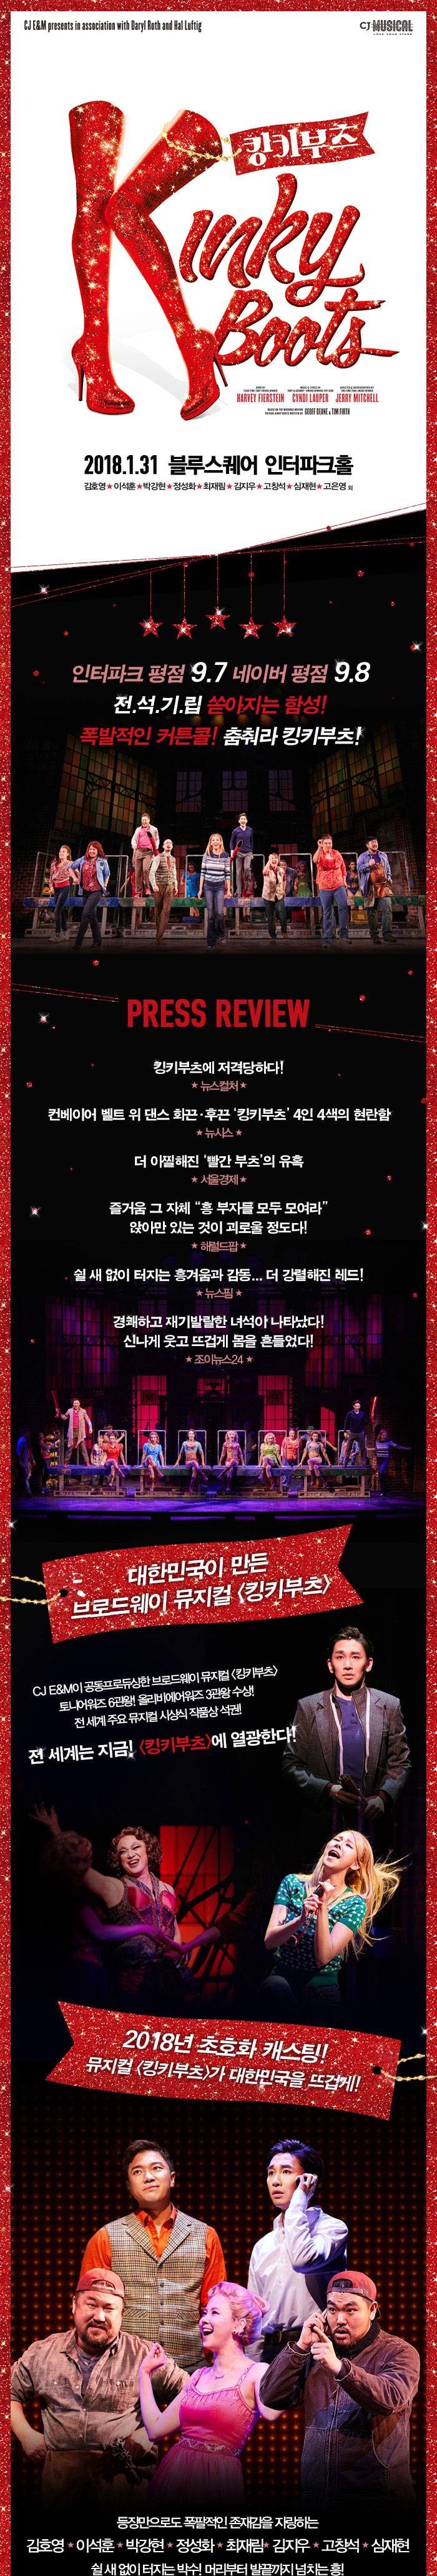 CJ E&M presents in association with Daryl Roth and Hal Luftig
CJ MUSICAL
LOVE YOUR STAGE
킹키부츠
Kinky
Boots
HARVEY FIERSTEIN CYNDI LAUPER JERRY MITCHELL
GEOFF DEANE & TIM FIRTH
2018.1.31 블루스퀘어 인터파크홀
김호영★이석훈★박강현★정성화★최재림★김지우★고창석★심재현★고은영 외
인터파크 평점 9.7 네이버 평점 9.8
전.석.기.립 쏟아지는 함성!
폭발적인 커튼콜! 춤춰라 킹키부츠!
PRESS REVIEW
킹키부츠에 저격당하다!
★ 뉴스컬처 ★
컨베이어 벨트 위 댄스 화끈·후끈 '킹키부츠' 4인 4색의 현란함
★ 뉴시스 ★
더 아찔해진 '빨간 부츠'의 유혹
★ 서울경제 ★
즐거움 그 자체 "흥 부자들 모두 모여라"
앉아만 있는 것이 괴로울 정도다!
★ 헤럴드팝 ★
쉴 새 없이 터지는 흥겨움과 감동... 더 강렬해진 레드!
★ 뉴스핌 ★
경쾌하고 재기발랄한 녀석이 나타났다!
신나게 웃고 뜨겁게 몸을 흔들었다!
★ 조이뉴스24 ★
대한민국이 만든
브로드웨이 뮤지컬 <킹키부츠>
CJ E&M이 공동프로듀싱한 브로드웨이 뮤지컬 <킹키부츠>
토니어워즈 6관왕! 올리비에어워즈 3관왕 수상!
전 세계 주요 뮤지컬 시상식 작품상 석권!
전 세계는 지금! <킹키부츠>에 열광한다!
2018년 초호화 캐스팅!
뮤지컬 <킹키부츠>가 대한민국을 뜨겁게!
등장만으로도 폭발적인 존재감을 자랑하는
김호영 ★ 이석훈 ★ 박강현 ★ 정성화 ★ 최재림★ 김지우 ★ 고창석 ★ 심재현
쉴 새 없이 터지는 박수! 머리부터 발끝까지 넘치는 흥!